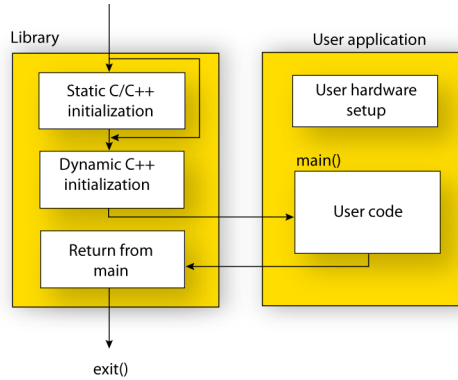 Library
Static C/C++
initialization
Dynamic C++
initialization
Return from
main
exit()
User application
User hardware
setup
main()
User code